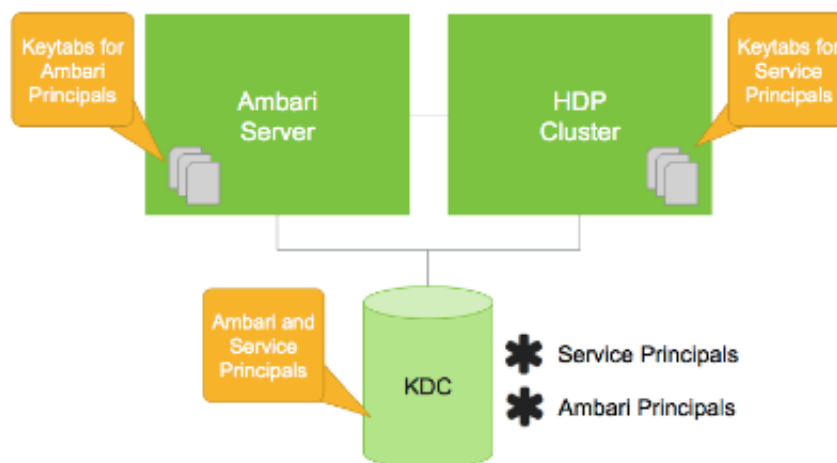 Keytabs for
Ambari
Principals
Ambari
Server
HDP
Cluster
Keytabs for
Service
Principals
Ambari and
Service
Principals
KDC
Service Principals
Ambari Principals